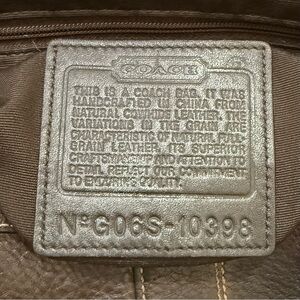 COACH
THIS IS A COACH BAG. IT WAS
HANDCRAFTED IN CHINA FROM
NATURAL COWHIDE LEATHER. THE
VARIATIONS IN THE GRAIN ARE
CHARACTERISTIC OF NATURAL FULL
GRAIN LEATHER. ITS SUPERIOR
CRAFTSMANSHIP AND ATTENTION TO
DETAIL REFLECT OUR COMMITMENT
TO ENDURING QUALITY.
Nº G06S-10398